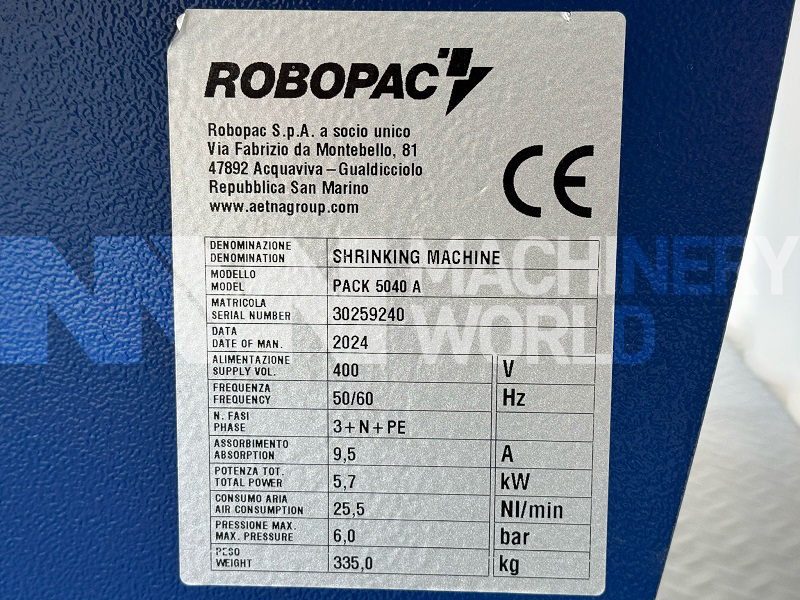 ROBOPAC
Robopac S.p.A. a socio unico
Via Fabrizio da Montebello, 81
47892 Acquaviva – Gualdicciolo
Repubblica San Marino
www.aetnagroup.com
CE
DENOMINAZIONE
DENOMINATION SHRINKING MACHINE
MODELLO
MODEL PACK 5040 A
MATRICOLA
SERIAL NUMBER 30259240
DATA
DATE OF MAN. 2024
ALIMENTAZIONE
SUPPLY VOL. 400 V
FREQUENZA
FREQUENCY 50/60 Hz
N. FASI
PHASE 3+N+PE
ASSORBIMENTO
ABSORPTION 9,5 A
POTENZA TOT.
TOTAL POWER 5,7 kW
CONSUMO ARIA
AIR CONSUMPTION 25,5 Nl/min
PRESSIONE MAX.
MAX. PRESSURE 6,0 bar
PESO
WEIGHT 335,0 kg
MACHINERY
WORLD